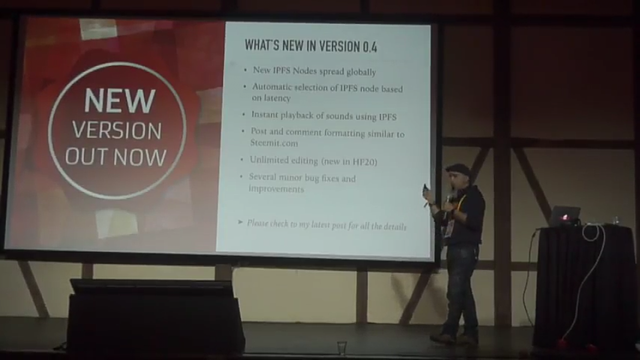 NEW
VERSION
OUT NOW
WHAT'S NEW IN VERSION 0.4
• New IPFS Nodes spread globally
• Automatic selection of IPFS node based
on latency
• Instant playback of sounds using IPFS
• Post and comment formatting similar to
Steemit.com
• Unlimited editing (new in HF20)
• Several minor bug fixes and
improvements
➤ Please check to my latest post for all the details